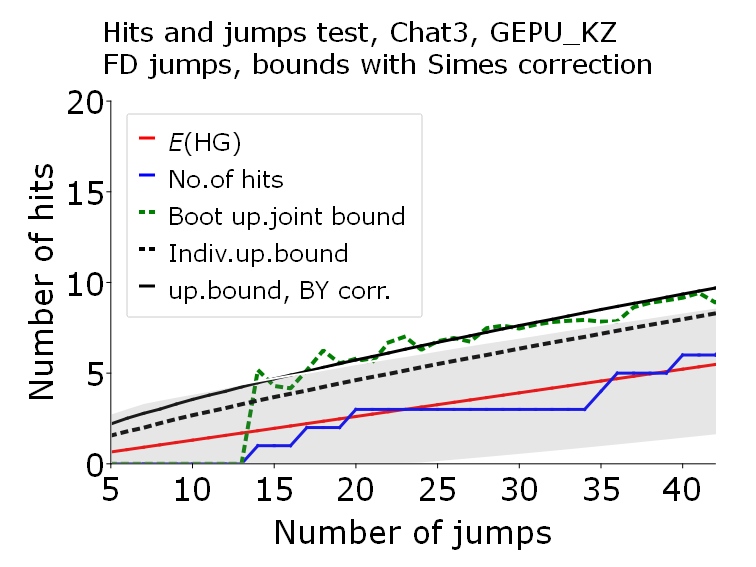 Hits and jumps test, Chat3, GEPU_KZ
FD jumps, bounds with Simes correction
20
15
10
5
0
Number of hits
E(HG)
No.of hits
Boot up.joint bound
Indiv.up.bound
up.bound, BY corr.
5 10 15 20 25 30 35 40
Number of jumps